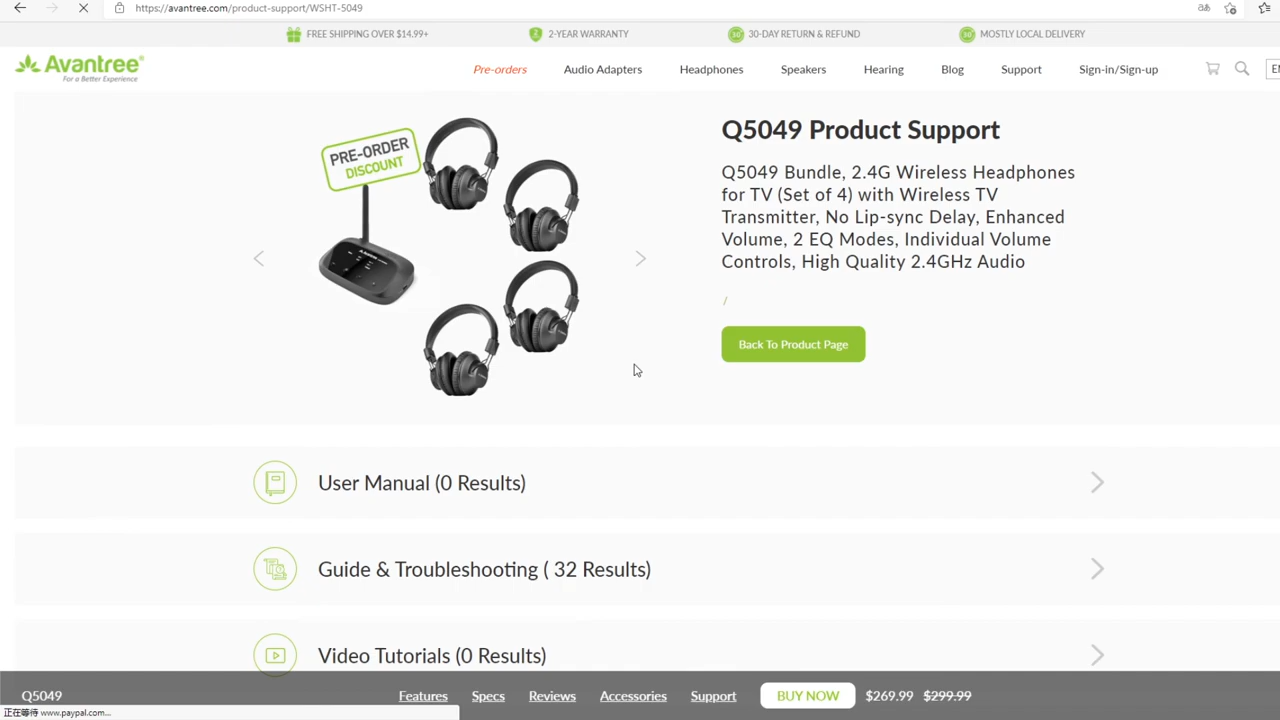 https://avantree.com/product-support/WSHT-5049
FREE SHIPPING OVER $14.99+
2-YEAR WARRANTY
30-DAY RETURN & REFUND
MOSTLY LOCAL DELIVERY
Avantree®
For a Better Experience
Pre-orders
Audio Adapters
Headphones
Speakers
Hearing
Blog
Support
Sign-in/Sign-up
EN
PRE-ORDER
DISCOUNT
Q5049 Product Support
Q5049 Bundle, 2.4G Wireless Headphones
for TV (Set of 4) with Wireless TV
Transmitter, No Lip-sync Delay, Enhanced
Volume, 2 EQ Modes, Individual Volume
Controls, High Quality 2.4GHz Audio
/
Back To Product Page
User Manual (0 Results)
Guide & Troubleshooting ( 32 Results)
Video Tutorials (0 Results)
Q5049
Features
Specs
Reviews
Accessories
Support
BUY NOW
$269.99
$299.99
正在等待 www.paypal.com...